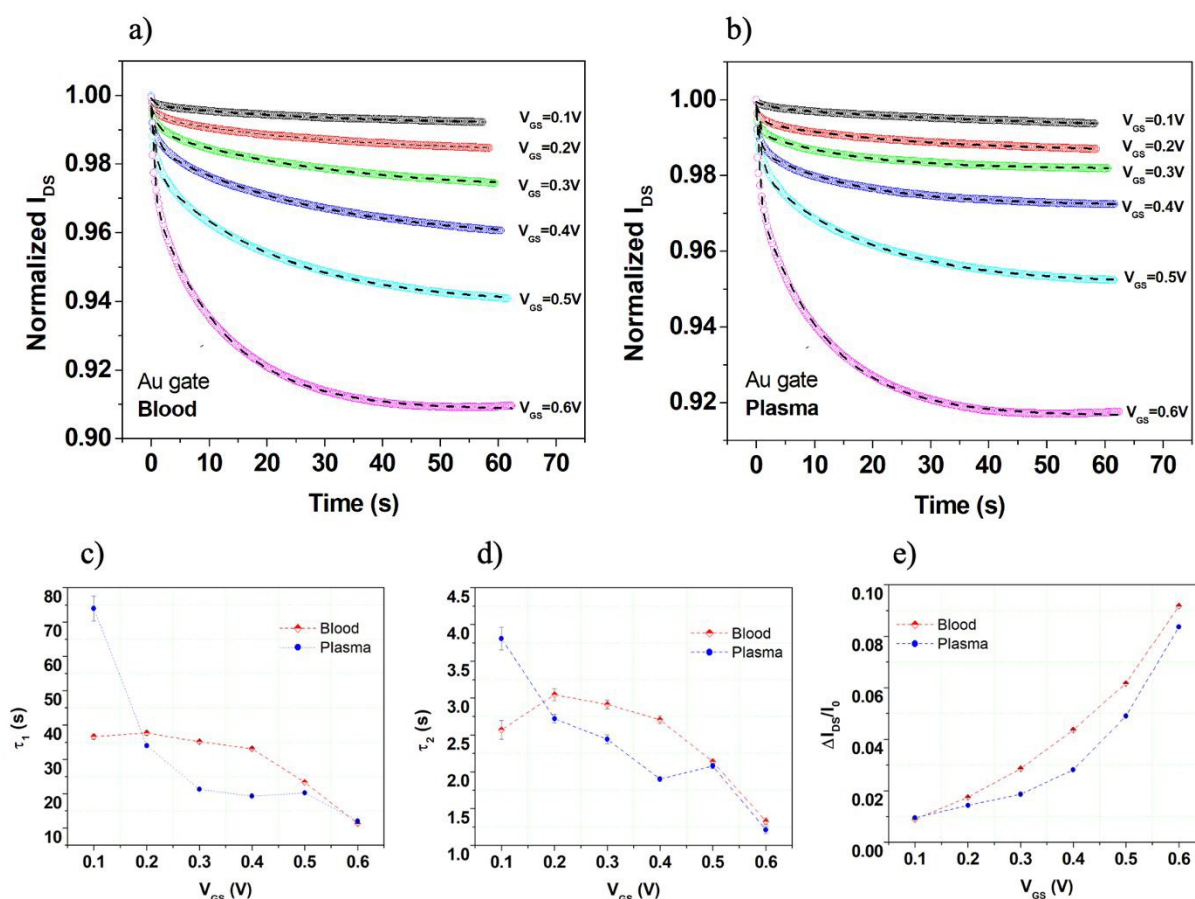 a)
Normalized I_DS
1.00
0.98
0.96
0.94
0.92
0.90
V_GS=0.1V
V_GS=0.2V
V_GS=0.3V
V_GS=0.4V
V_GS=0.5V
V_GS=0.6V
Au gate
Blood
0 10 20 30 40 50 60 70
Time (s)
b)
Normalized I_DS
1.00
0.98
0.96
0.94
0.92
V_GS=0.1V
V_GS=0.2V
V_GS=0.3V
V_GS=0.4V
V_GS=0.5V
V_GS=0.6V
Au gate
Plasma
0 10 20 30 40 50 60 70
Time (s)
c)
τ₁ (s)
80
70
60
50
40
30
20
10
Blood
Plasma
0.1 0.2 0.3 0.4 0.5 0.6
V_GS (V)
d)
τ₂ (s)
4.5
4.0
3.5
3.0
2.5
2.0
1.5
1.0
Blood
Plasma
0.1 0.2 0.3 0.4 0.5 0.6
V_GS (V)
e)
ΔI_DS/I₀
0.10
0.080
0.060
0.040
0.020
0.00
Blood
Plasma
0.1 0.2 0.3 0.4 0.5 0.6
V_GS (V)